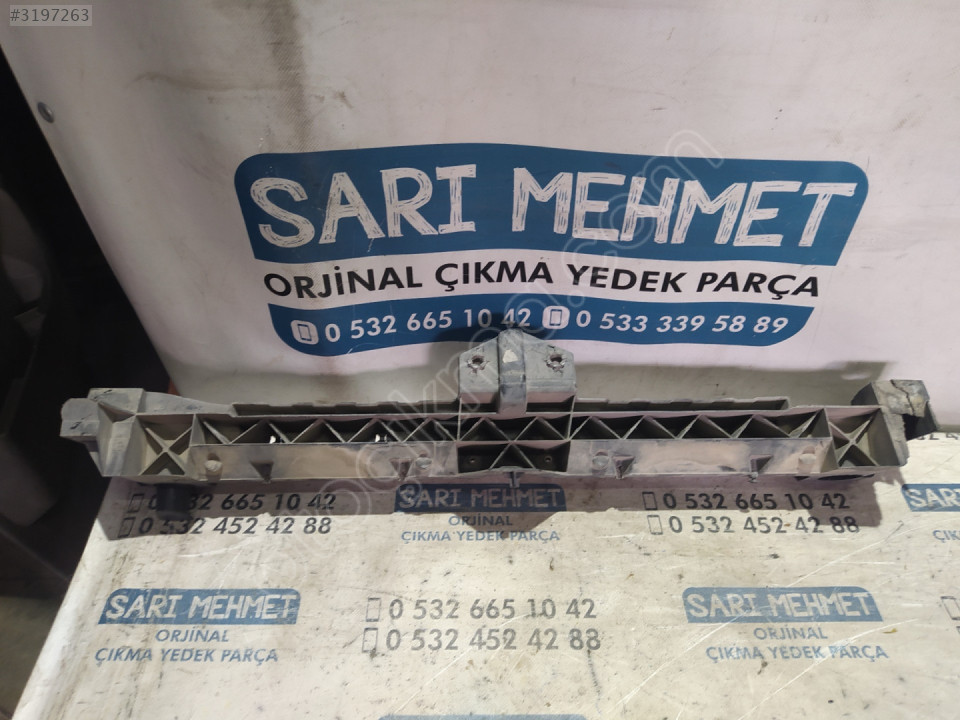 #3197263
SARI MEHMET
ORJİNAL ÇIKMA YEDEK PARÇA
0 532 665 10 42 0 533 339 58 89
0 532 665 10 42 SARI MEHMET 0 532 665 10 42 SARI
0 532 452 42 88 ORJİNAL 0 532 452 42 88
ÇIKMA YEDEK PARÇA
SARI MEHMET 0 532 665 10 42 SARI MEHMET
ORJİNAL 0 532 452 42 88 ORJİNAL
ÇIKMA YEDEK PARÇA ÇIKMA YEDEK PARÇA